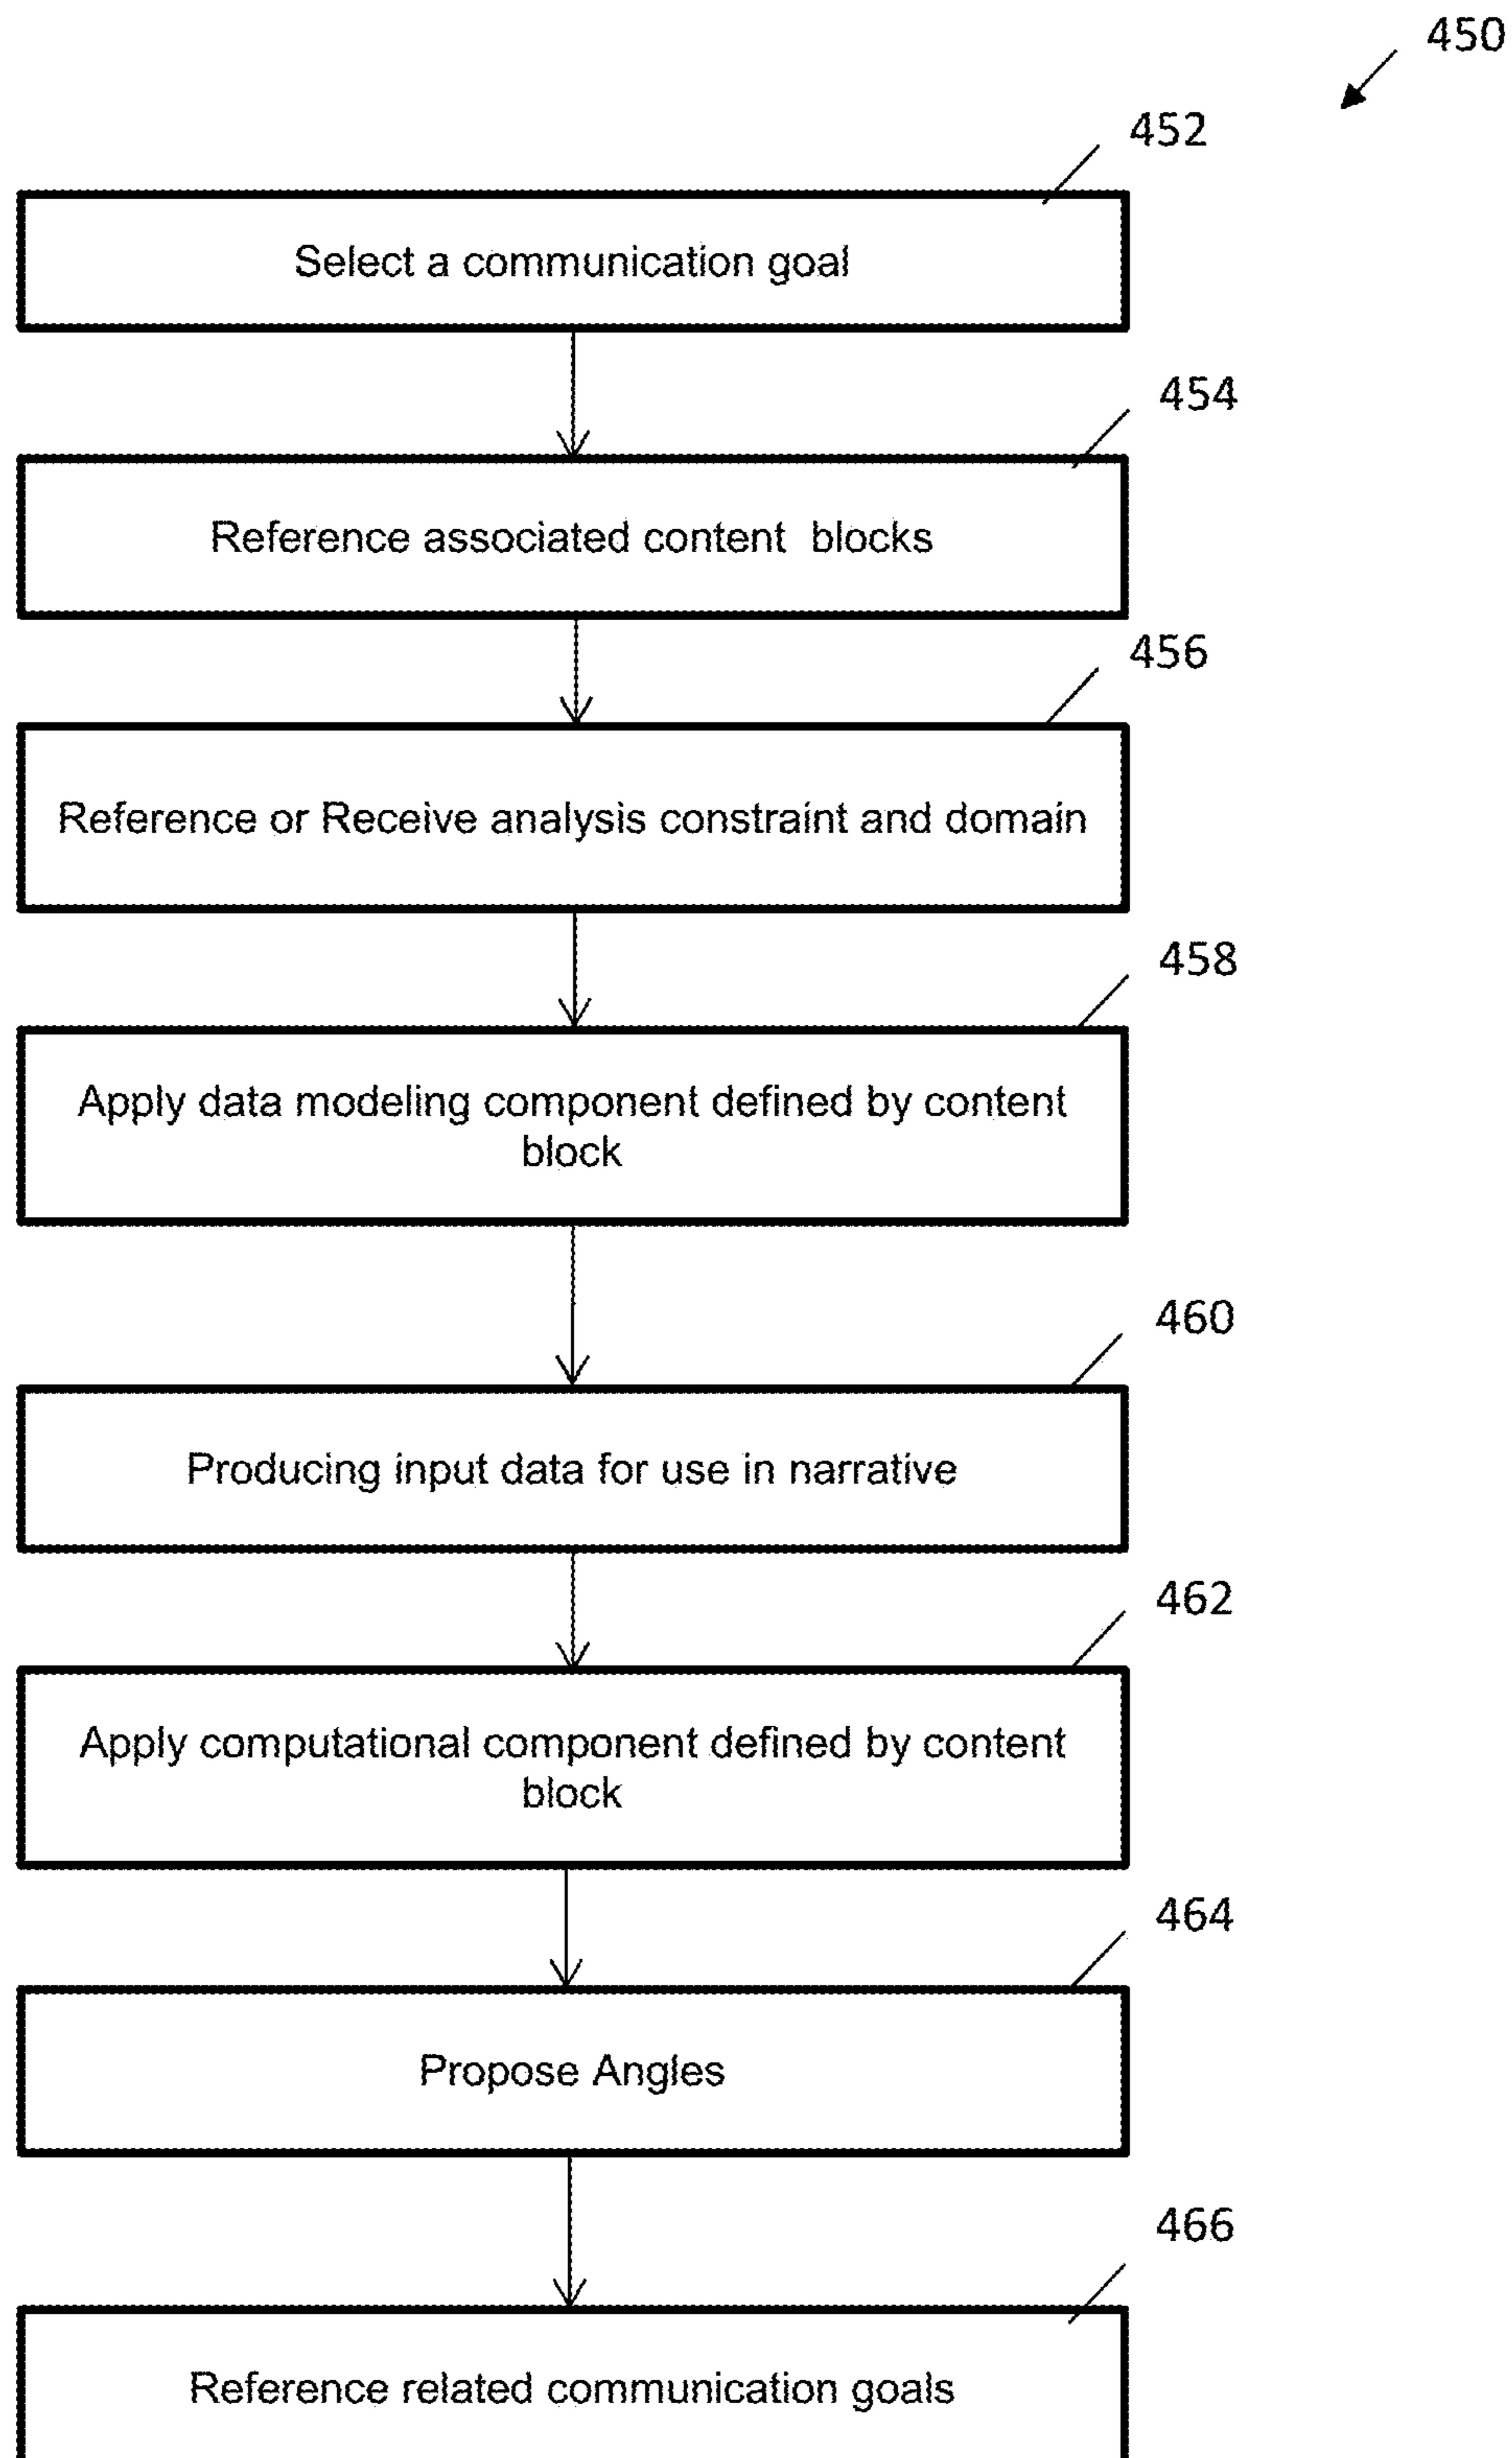 450
452
Select a communication goal
454
Reference associated content blocks
456
Reference or Receive analysis constraint and domain
458
Apply data modeling component defined by content
block
460
Producing input data for use in narrative
462
Apply computational component defined by content
block
464
Propose Angles
466
Reference related communication goals